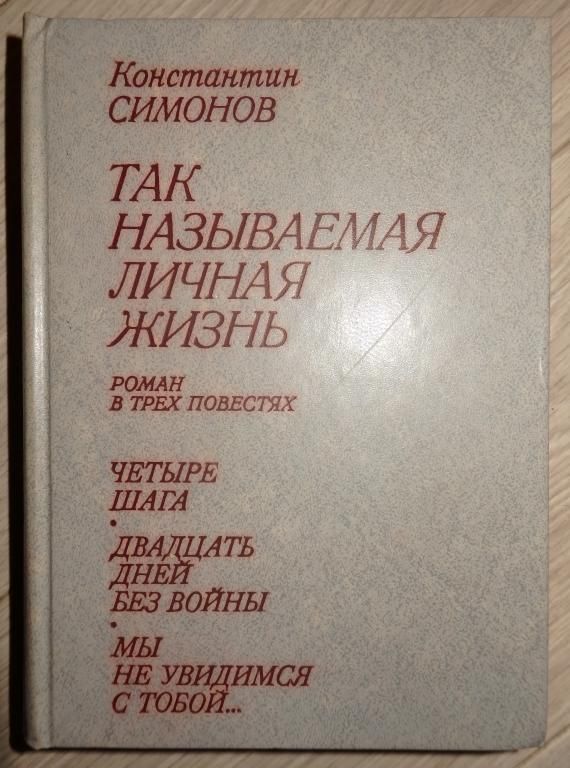 Константин
СИМОНОВ
ТАК
НАЗЫВАЕМАЯ
ЛИЧНАЯ
ЖИЗНЬ
РОМАН
В ТРЕХ ПОВЕСТЯХ
ЧЕТЫРЕ
ШАГА
•
ДВАДЦАТЬ
ДНЕЙ
БЕЗ ВОЙНЫ
•
МЫ
НЕ УВИДИМСЯ
С ТОБОЙ...